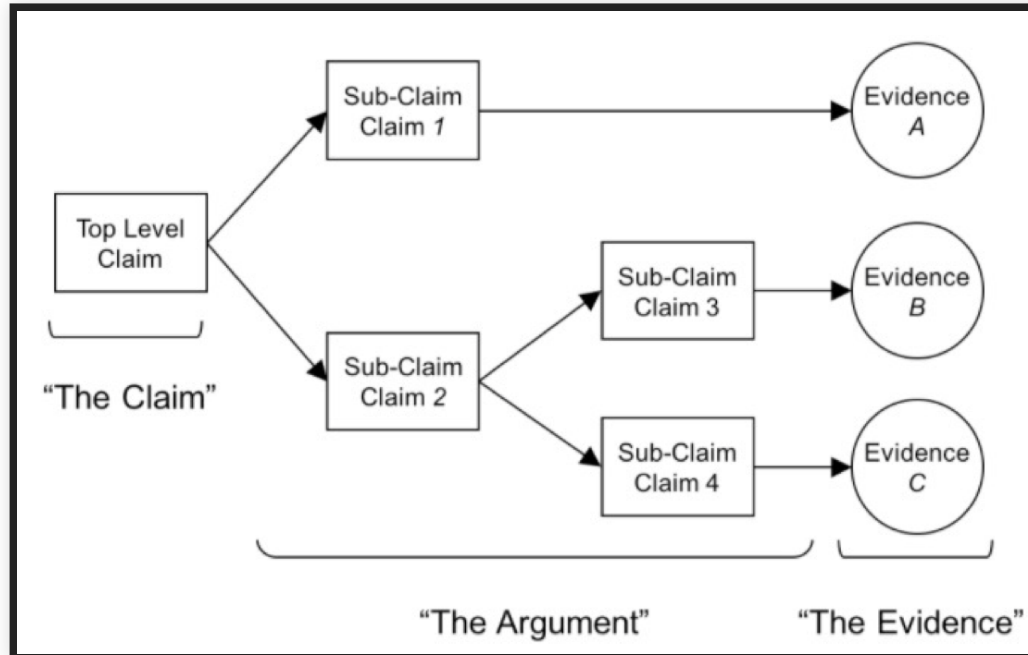 Sub-Claim
Claim 1
Evidence
A
Top Level
Claim
Sub-Claim
Claim 3
Evidence
B
Sub-Claim
Claim 2
“The Claim”
Sub-Claim
Claim 4
Evidence
C
“The Argument”
“The Evidence”